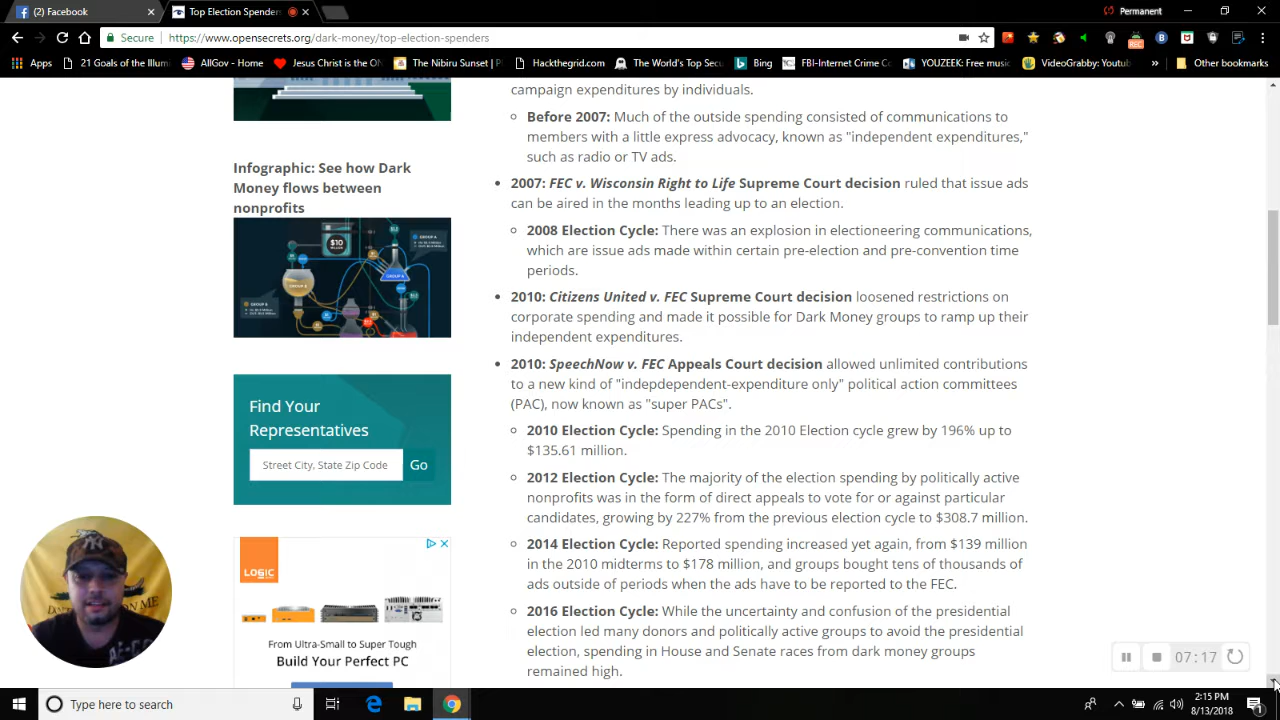 (2) Facebook
Top Election Spenders
Permanent
Secure
https://www.opensecrets.org/dark-money/top-election-spenders
REC
Apps
21 Goals of the Illumi
AllGov - Home
Jesus Christ is the ON
The Nibiru Sunset | P
Hackthegrid.com
The World's Top Secu
Bing
FBI-Internet Crime Co
YOUZEEK: Free music
VideoGrabby: Youtub
»
Other bookmarks
campaign expenditures by individuals.
Before 2007: Much of the outside spending consisted of communications to
members with a little express advocacy, known as "independent expenditures,"
such as radio or TV ads.
2007: FEC v. Wisconsin Right to Life Supreme Court decision ruled that issue ads
can be aired in the months leading up to an election.
2008 Election Cycle: There was an explosion in electioneering communications,
which are issue ads made within certain pre-election and pre-convention time
periods.
2010: Citizens United v. FEC Supreme Court decision loosened restrictions on
corporate spending and made it possible for Dark Money groups to ramp up their
independent expenditures.
2010: SpeechNow v. FEC Appeals Court decision allowed unlimited contributions
to a new kind of "indepdependent-expenditure only" political action committees
(PAC), now known as "super PACs".
2010 Election Cycle: Spending in the 2010 Election cycle grew by 196% up to
$135.61 million.
2012 Election Cycle: The majority of the election spending by politically active
nonprofits was in the form of direct appeals to vote for or against particular
candidates, growing by 227% from the previous election cycle to $308.7 million.
2014 Election Cycle: Reported spending increased yet again, from $139 million
in the 2010 midterms to $178 million, and groups bought tens of thousands of
ads outside of periods when the ads have to be reported to the FEC.
2016 Election Cycle: While the uncertainty and confusion of the presidential
election led many donors and politically active groups to avoid the presidential
election, spending in House and Senate races from dark money groups
remained high.
Infographic: See how Dark
Money flows between
nonprofits
$10
MILLION
GROUP A
GROUP B
Find Your
Representatives
Street City, State Zip Code
Go
LOGIC
From Ultra-Small to Super Tough
Build Your Perfect PC
ON ME
07:17
Type here to search
2:15 PM
8/13/2018